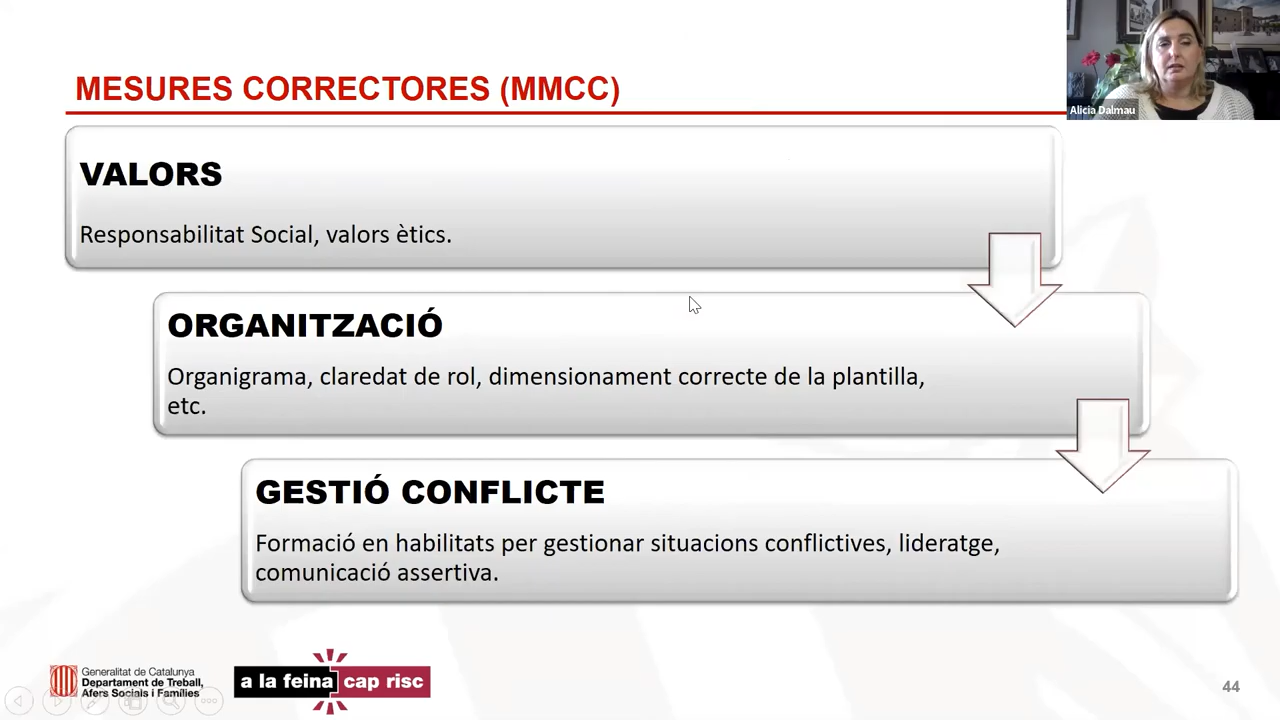 MESURES CORRECTORES (MMCC)
Alicia Dalmau
VALORS
Responsabilitat Social, valors ètics.
ORGANITZACIÓ
Organigrama, claredat de rol, dimensionament correcte de la plantilla,
etc.
GESTIÓ CONFLICTE
Formació en habilitats per gestionar situacions conflictives, lideratge,
comunicació assertiva.
Generalitat de Catalunya
Departament de Treball,
Afers Socials i Famílies
a la feina cap risc
44